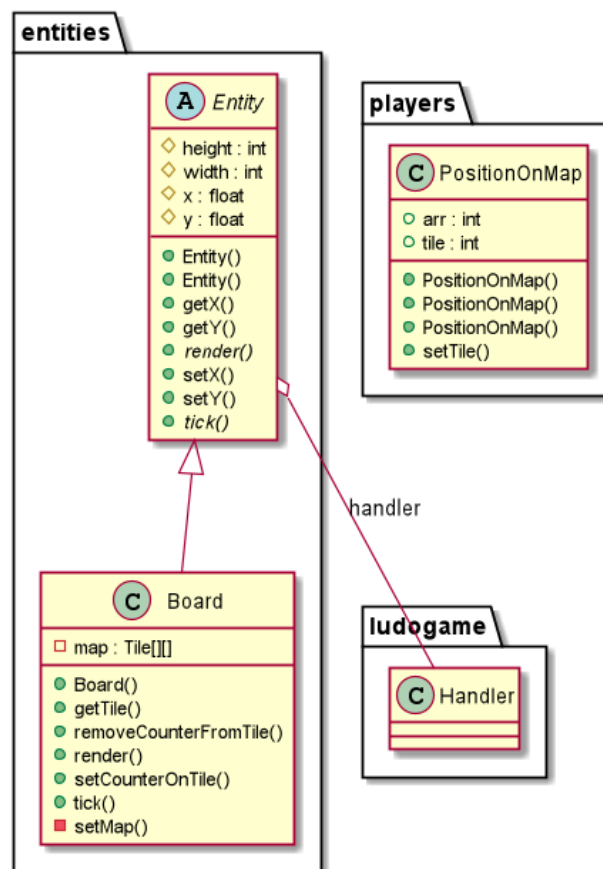 entities
A Entity
height : int
width : int
x : float
y : float
Entity()
Entity()
getX()
getY()
render()
setX()
setY()
tick()
players
C PositionOnMap
arr : int
tile : int
PositionOnMap()
PositionOnMap()
PositionOnMap()
setTile()
handler
C Board
map : Tile[][]
Board()
getTile()
removeCounterFromTile()
render()
setCounterOnTile()
tick()
setMap()
ludogame
C Handler